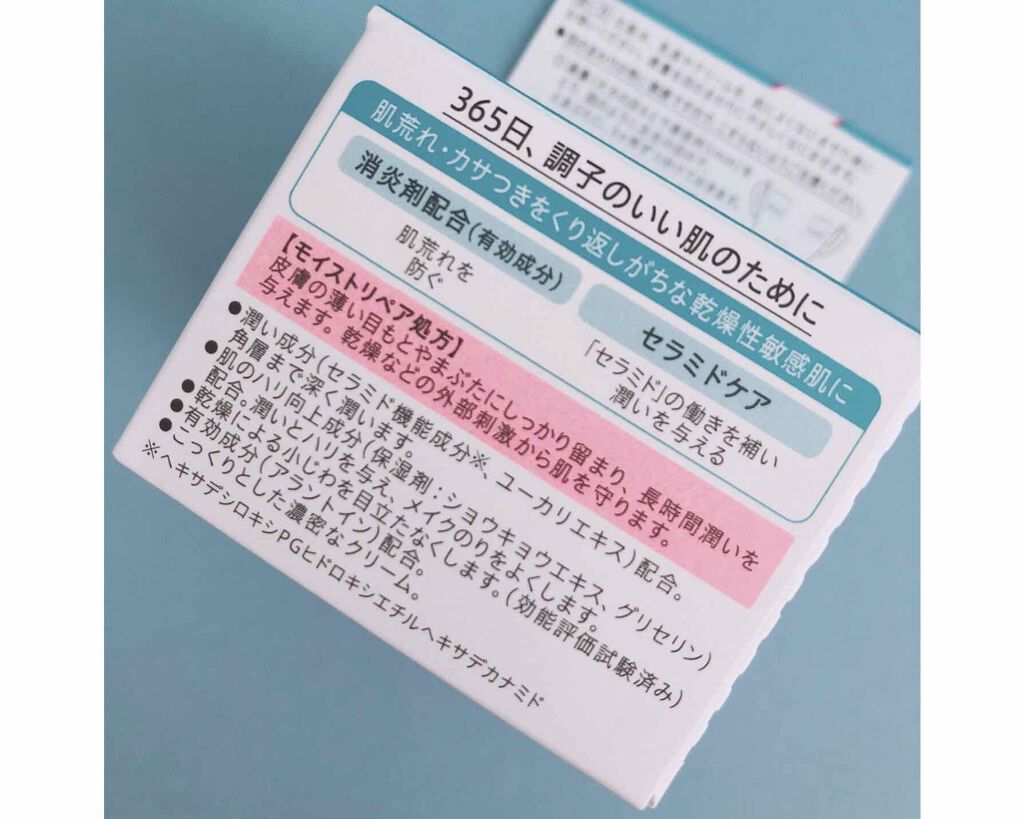 365日、調子のいい肌のために
肌荒れ・カサつきをくり返しがちな乾燥性敏感肌に
消炎剤配合(有効成分)
肌荒れを
防ぐ
セラミドケア
「セラミド」の働きを補い
潤いを与える
【モイストリペア処方】
皮膚の薄い目もとやまぶたにしっかり留まり、長時間潤いを
与えます。乾燥などの外部刺激から肌を守ります。
●潤い成分(セラミド機能成分※、ユーカリエキス)配合。
角層まで深く潤います。
●肌のハリ向上成分(保湿剤:ショウキョウエキス、グリセリン)
配合。潤いとハリを与え、メイクのりをよくします。
●乾燥による小じわを目立たなくします。(効能評価試験済み)
●有効成分(アラントイン)配合。
●こっくりとした濃密なクリーム。
※ヘキサデシロキシPGヒドロキシエチルヘキサデカナミド